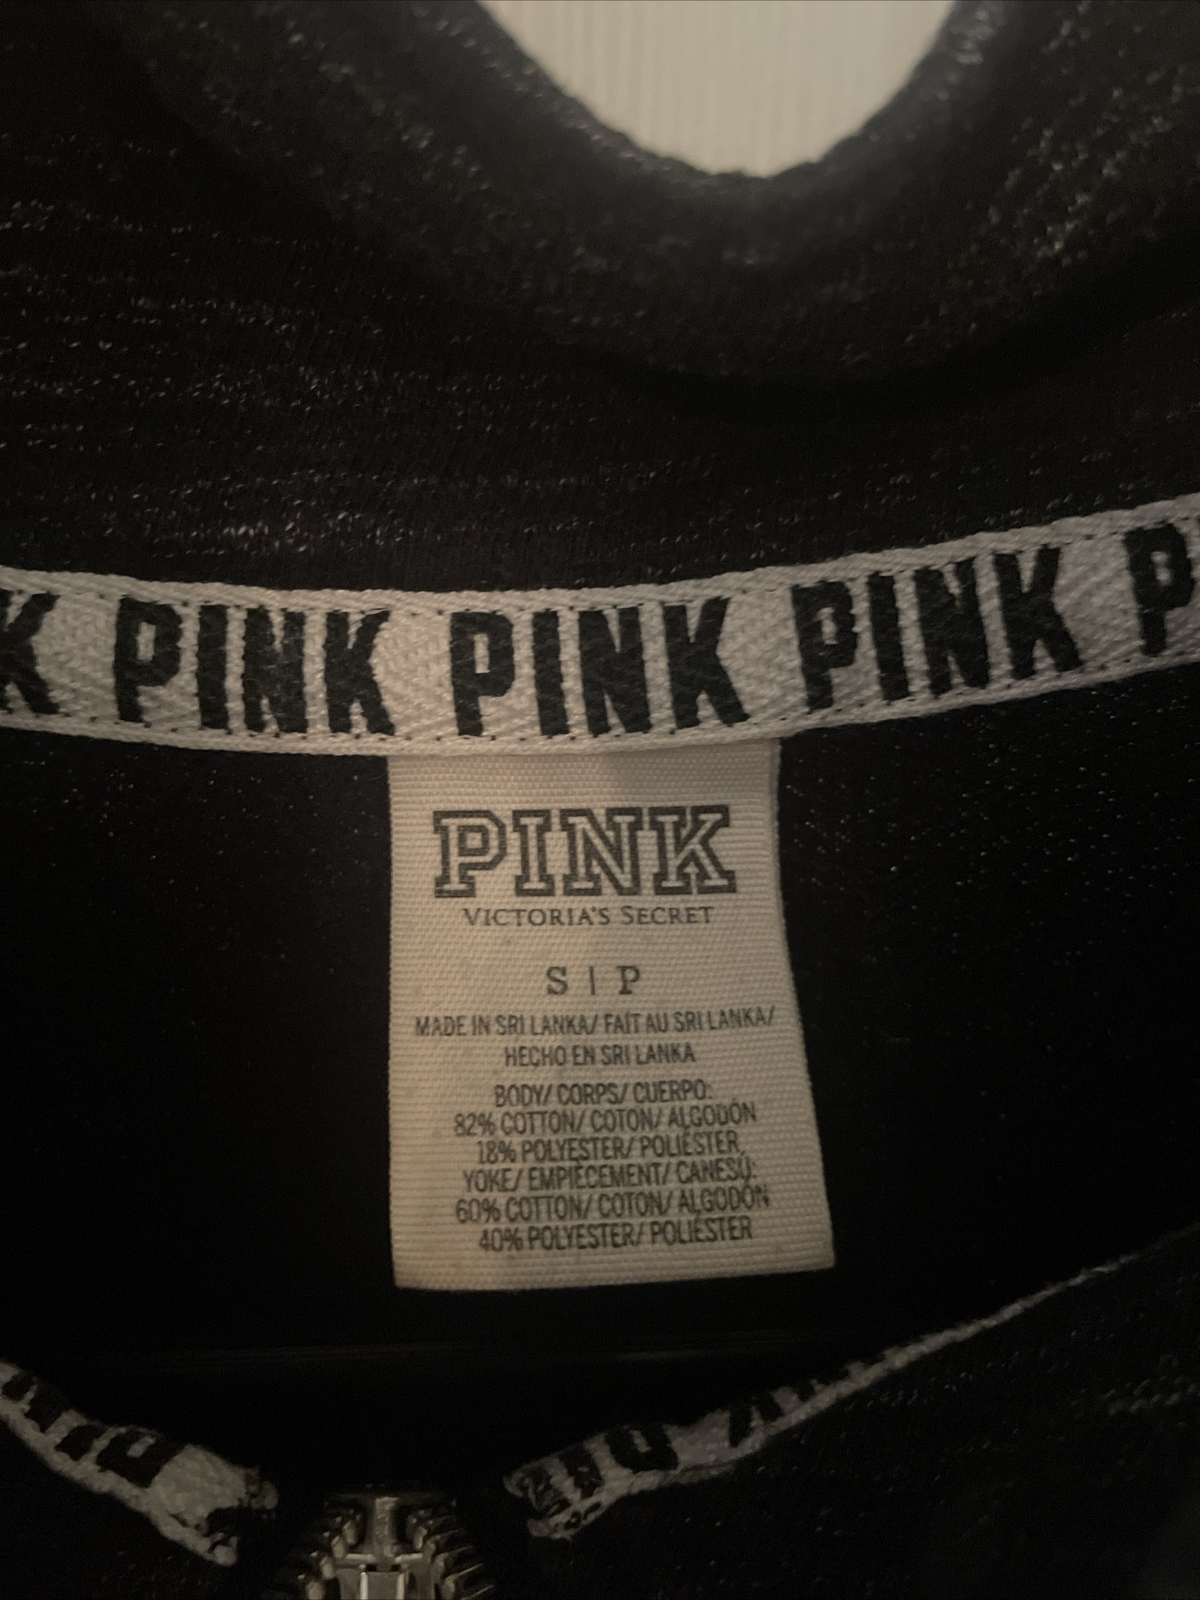 K PINK PINK PINK P
PINK
VICTORIA'S SECRET
S | P
MADE IN SRI LANKA/ FAIT AU SRI LANKA/
HECHO EN SRI LANKA
BODY/ CORPS/ CUERPO:
82% COTTON/ COTON/ ALGODÓN
18% POLYESTER/ POLIÉSTER,
YOKE/ EMPIÈCEMENT/ CANESÚ:
60% COTTON/ COTON/ ALGODÓN
40% POLYESTER/ POLIÉSTER